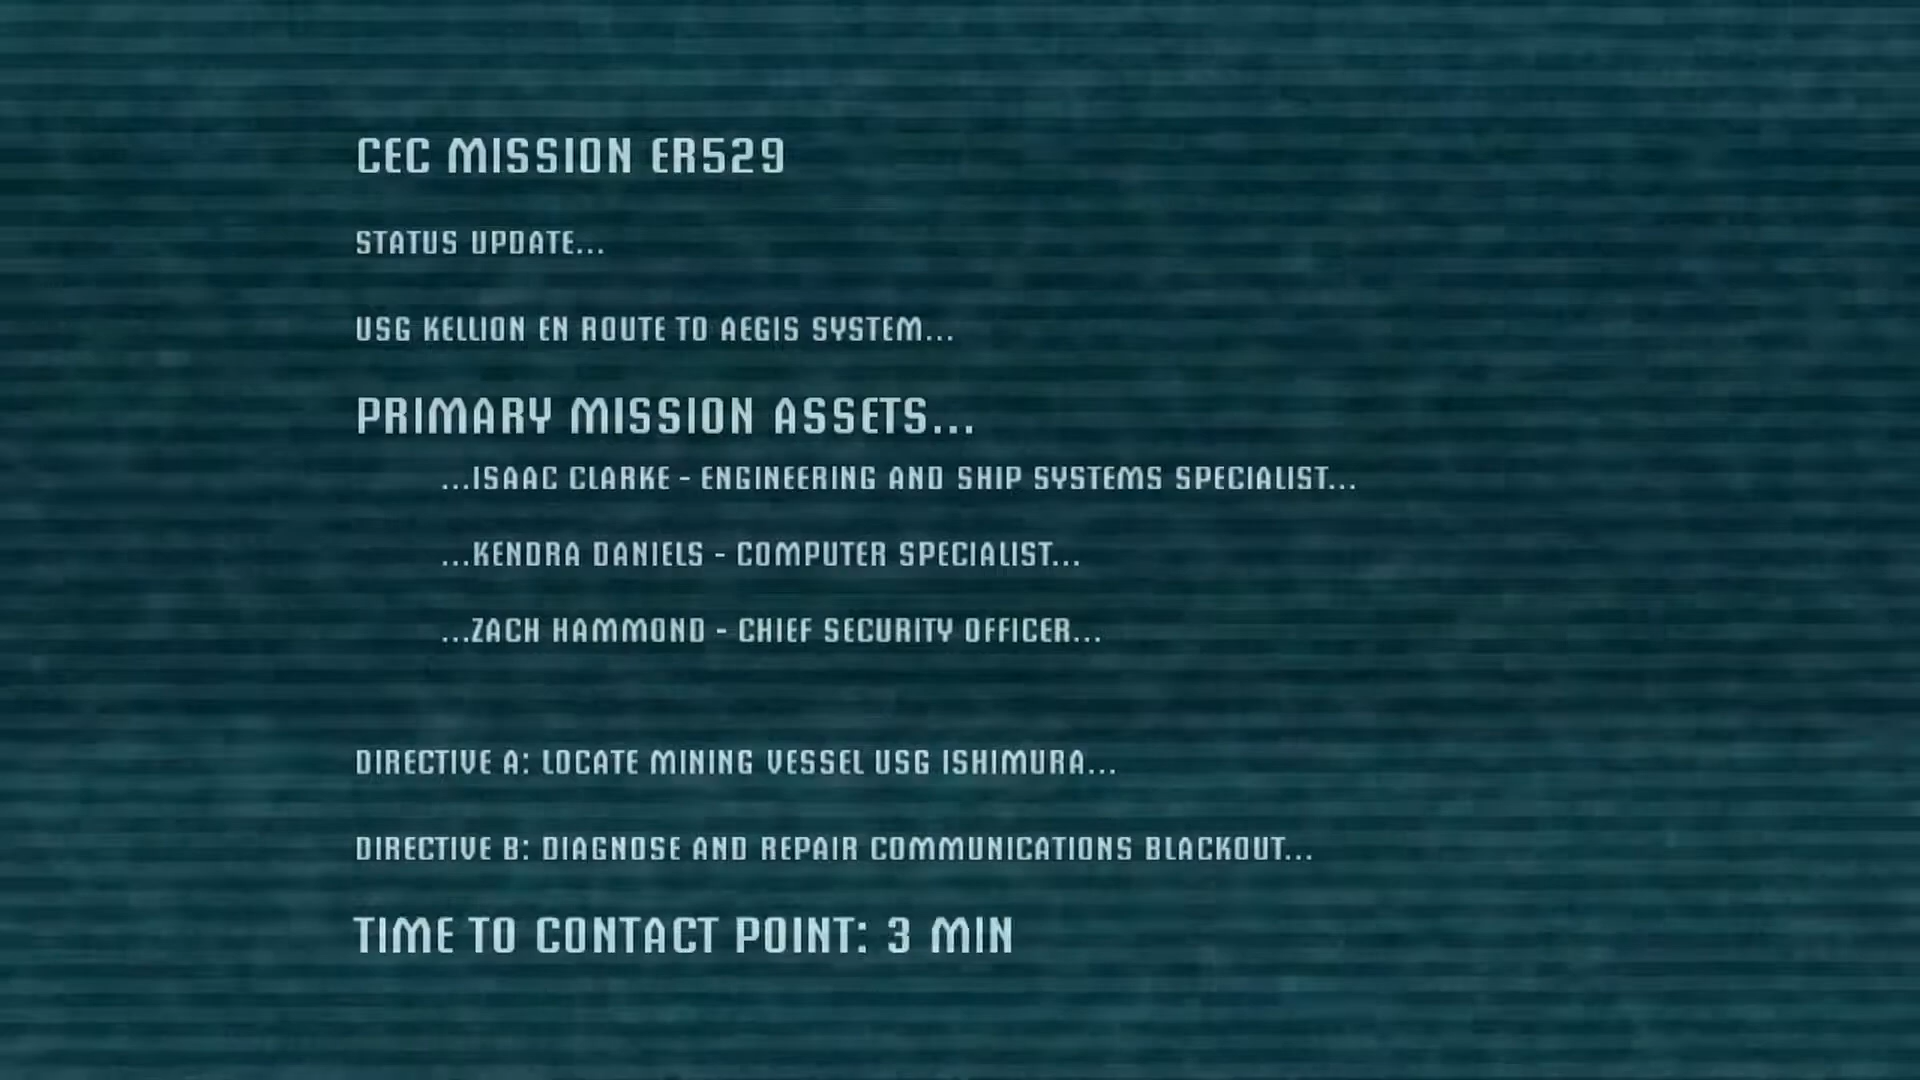 CEC MISSION ER529
STATUS UPDATE...
USG KELLION EN ROUTE TO AEGIS SYSTEM...
PRIMARY MISSION ASSETS...
...ISAAC CLARKE - ENGINEERING AND SHIP SYSTEMS SPECIALIST...
...KENDRA DANIELS - COMPUTER SPECIALIST...
...ZACH HAMMOND - CHIEF SECURITY OFFICER...
DIRECTIVE A: LOCATE MINING VESSEL USG ISHIMURA...
DIRECTIVE B: DIAGNOSE AND REPAIR COMMUNICATIONS BLACKOUT...
TIME TO CONTACT POINT: 3 MIN